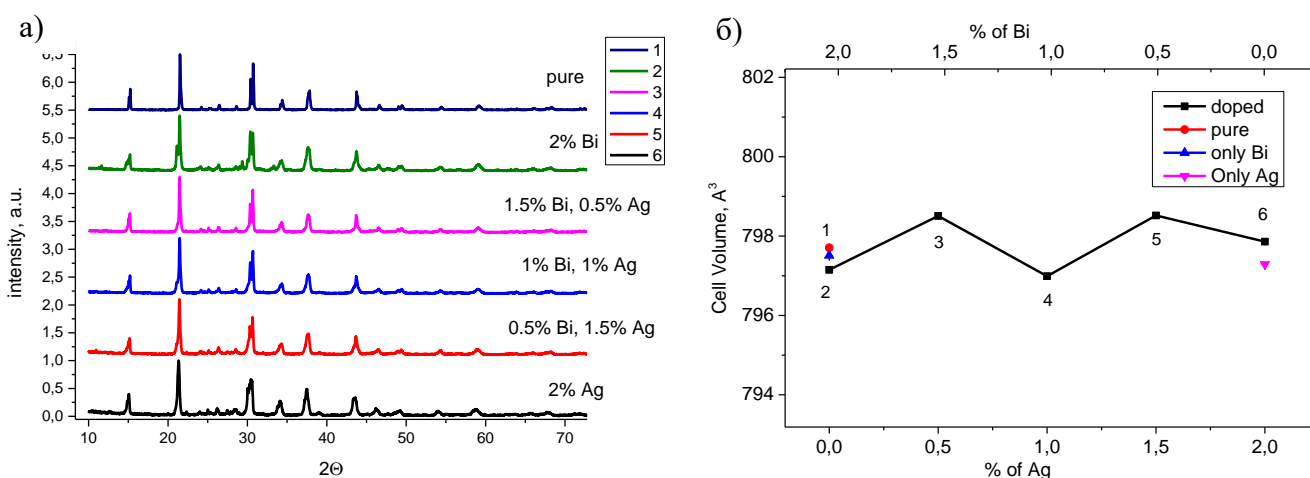 а)
6,5
6,0
5,5
5,0
4,5
4,0
3,5
3,0
2,5
2,0
1,5
1,0
0,5
0,0
intensity, a.u.
pure
2% Bi
1.5% Bi, 0.5% Ag
1% Bi, 1% Ag
0.5% Bi, 1.5% Ag
2% Ag
1
2
3
4
5
6
10 20 30 40 50 60 70
2Θ
б)
% of Bi
2,0 1,5 1,0 0,5 0,0
802
800
798
796
794
Cell Volume, A³
doped
pure
only Bi
Only Ag
1
2
3
4
5
6
0,0 0,5 1,0 1,5 2,0
% of Ag